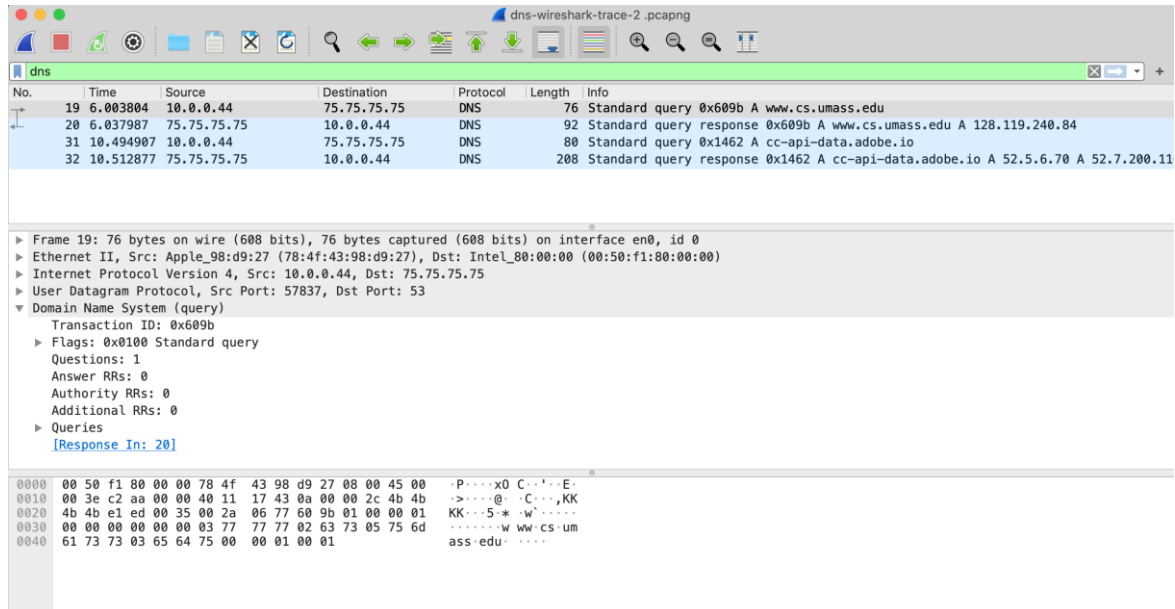 dns-wireshark-trace-2 .pcapng
dns
No. Time Source Destination Protocol Length Info
19 6.003804 10.0.0.44 75.75.75.75 DNS 76 Standard query 0x609b A www.cs.umass.edu
20 6.037987 75.75.75.75 10.0.0.44 DNS 92 Standard query response 0x609b A www.cs.umass.edu A 128.119.240.84
31 10.494907 10.0.0.44 75.75.75.75 DNS 80 Standard query 0x1462 A cc-api-data.adobe.io
32 10.512877 75.75.75.75 10.0.0.44 DNS 208 Standard query response 0x1462 A cc-api-data.adobe.io A 52.5.6.70 A 52.7.200.11
Frame 19: 76 bytes on wire (608 bits), 76 bytes captured (608 bits) on interface en0, id 0
Ethernet II, Src: Apple_98:d9:27 (78:4f:43:98:d9:27), Dst: Intel_80:00:00 (00:50:f1:80:00:00)
Internet Protocol Version 4, Src: 10.0.0.44, Dst: 75.75.75.75
User Datagram Protocol, Src Port: 57837, Dst Port: 53
Domain Name System (query)
Transaction ID: 0x609b
Flags: 0x0100 Standard query
Questions: 1
Answer RRs: 0
Authority RRs: 0
Additional RRs: 0
Queries
[Response In: 20]
0000 00 50 f1 80 00 00 78 4f 43 98 d9 27 08 00 45 00 ·P····xO C··'··E·
0010 00 3e c2 aa 00 00 40 11 17 43 0a 00 00 2c 4b 4b ·>····@· ·C···,KK
0020 4b 4b e1 ed 00 35 00 2a 06 77 60 9b 01 00 00 01 KK···5·* ·w`·····
0030 00 00 00 00 00 00 03 77 77 77 02 63 73 05 75 6d ·······w ww·cs·um
0040 61 73 73 03 65 64 75 00 00 01 00 01 ass·edu· ····